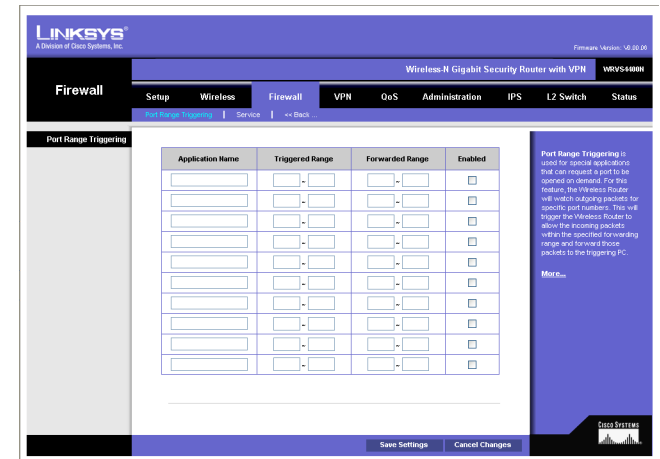 LINKSYS®
A Division of Cisco Systems, Inc.
Firmware Version: V0.00.06
Wireless-N Gigabit Security Router with VPN WRVS4400N
Firewall
Setup Wireless Firewall VPN QoS Administration IPS L2 Switch Status
Port Range Triggering | Service | << Back ...
Port Range Triggering
Application Name Triggered Range Forwarded Range Enabled
~ ~
~ ~
~ ~
~ ~
~ ~
~ ~
~ ~
~ ~
~ ~
~ ~
Port Range Triggering is
used for special applications
that can request a port to be
opened on demand. For this
feature, the Wireless Router
will watch outgoing packets for
specific port numbers. This will
trigger the Wireless Router to
allow the incoming packets
within the specified forwarding
range and forward those
packets to the triggering PC.
More...
Save Settings Cancel Changes
CISCO SYSTEMS